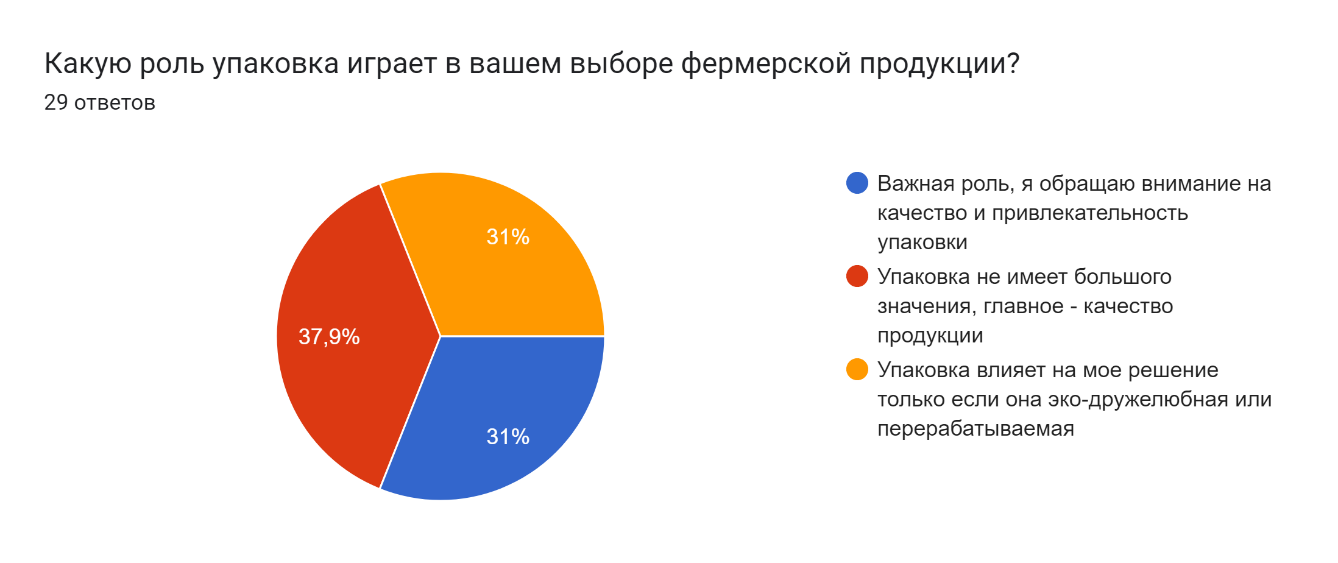 Какую роль упаковка играет в вашем выборе фермерской продукции?
29 ответов
31%
37,9%
31%
Важная роль, я обращаю внимание на
качество и привлекательность
упаковки
Упаковка не имеет большого
значения, главное - качество
продукции
Упаковка влияет на мое решение
только если она эко-дружелюбная или
перерабатываемая